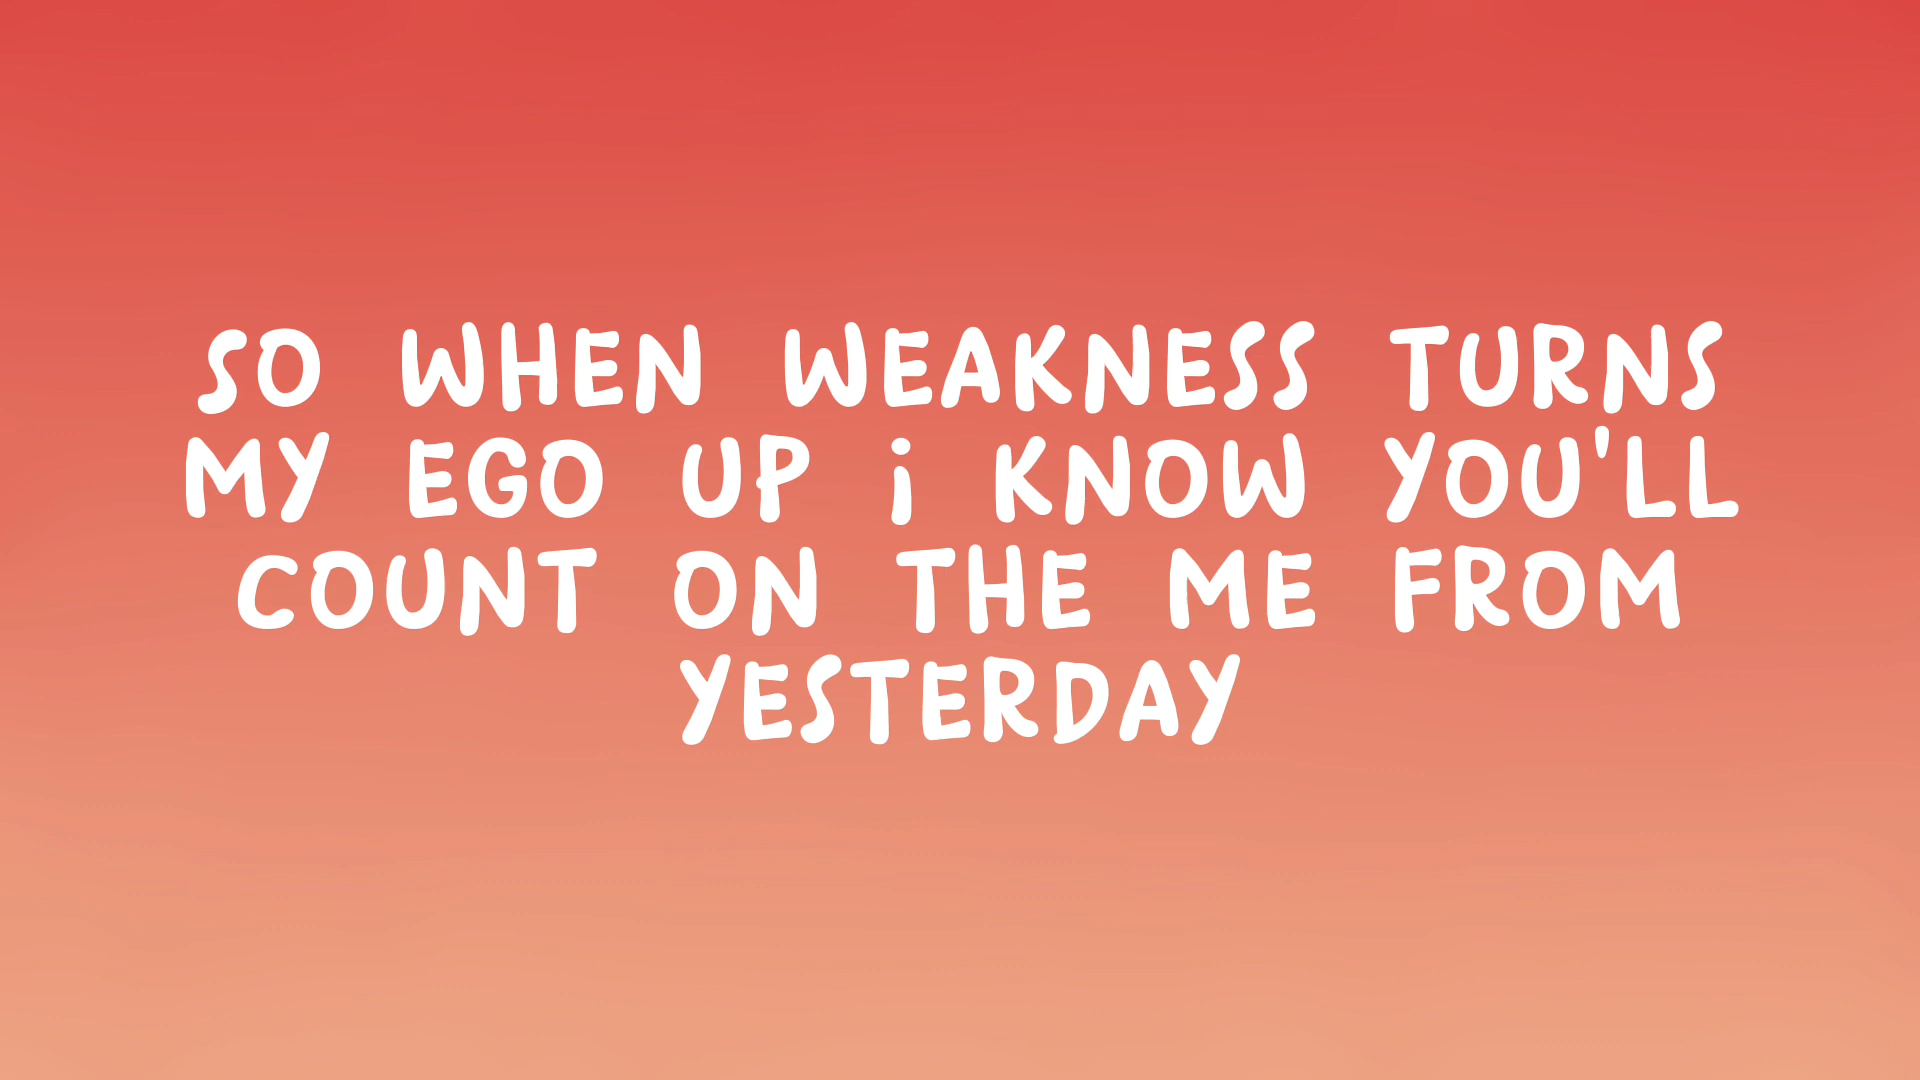 SO WHEN WEAKNESS TURNS
MY EGO UP i KNOW YOU'LL
COUNT ON THE ME FROM
YESTERDAY